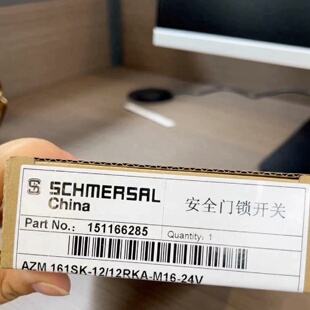 SCHMERSAL
China
安全门锁开关
Part No.: 151166285
Quantity: 1
AZM 161SK-12/12RKA-M16-24V